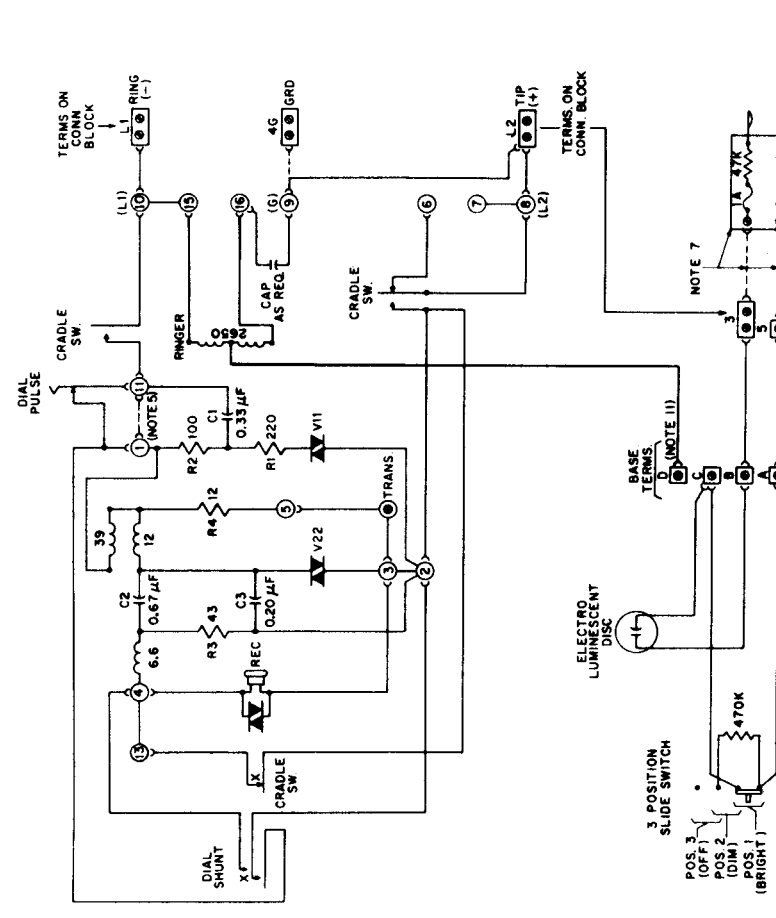 TERMS ON
CONN
BLOCK
L1
RING
(-)
4G
GRD
L2
TIP
(+)
TERMS. ON
CONN. BLOCK
(L1)
10
15
16
(G)
9
6
7
8
(L2)
1A
47K
NOTE 7
CRADLE
SW.
CAP
AS REQ.
CRADLE
SW.
RINGER
2650
3
5
DIAL
PULSE
11
(NOTE 5)
1
C1
0.33 µF
R2
100
R1
220
V11
BASE
TERMS.
(NOTE 11)
D
C
B
A
39
12
R4
12
5
TRANS
C2
0.67 µF
C3
0.20 µF
V22
3
2
R3
43
6.6
REC
4
13
ELECTRO
LUMINESCENT
DISC
X
CRADLE
SW
DIAL
SHUNT
X
3 POSITION
SLIDE SWITCH
470K
POS. 3
(OFF)
POS. 2
(DIM)
POS. 1
(BRIGHT)